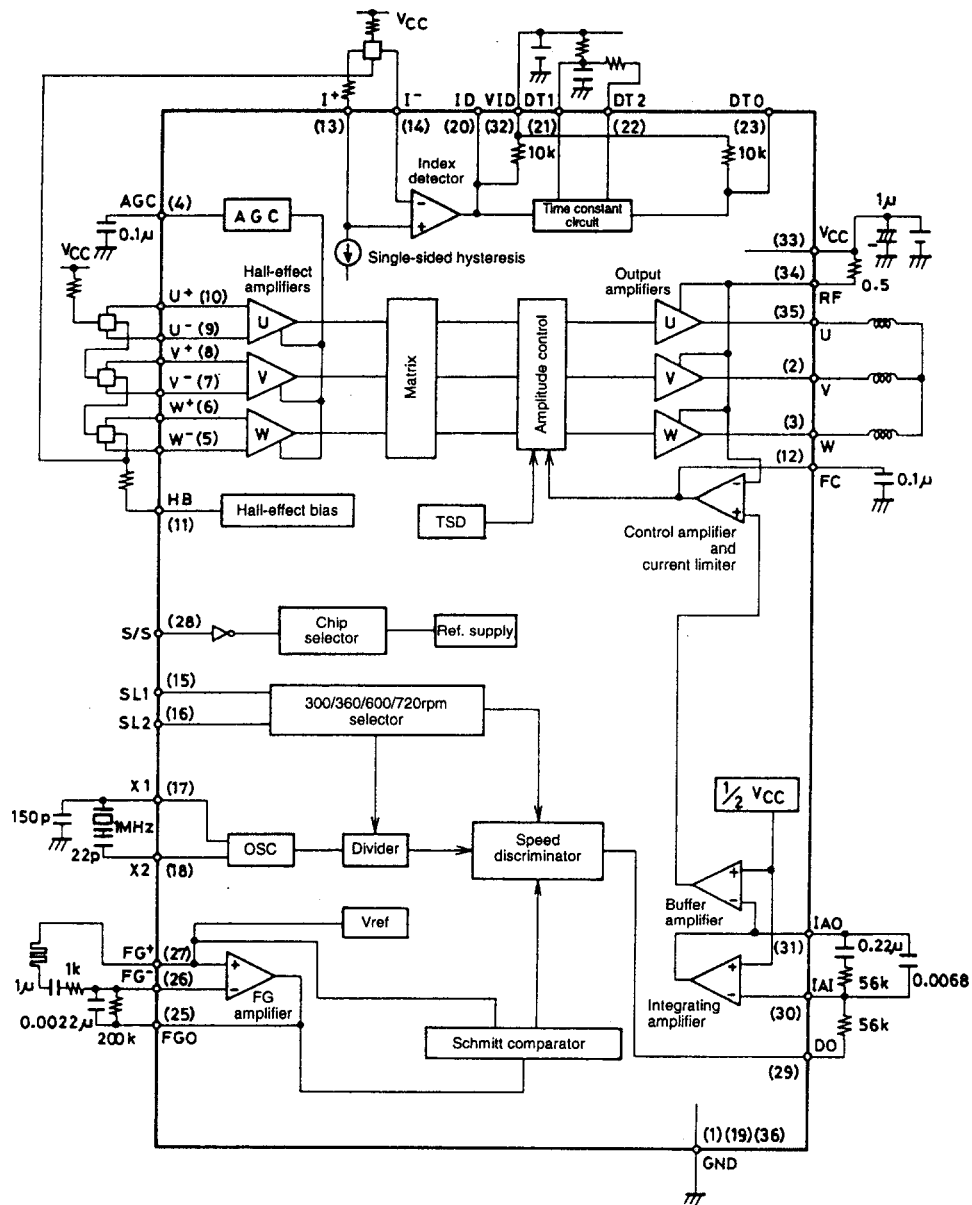 VCC
I+ I- ID VID DT1 DT2 DTO
(13) (14) (20) (32) (21) (22) (23)
10k 10k
Index
detector
AGC (4)
AGC
Time constant
circuit
1μ
0.1μ
(33) VCC
VCC
Single-sided hysteresis
Hall-effect
amplifiers
Output
amplifiers
(34)
0.5
RF
U+ (10)
U
U
(35)
U
U- (9)
V+ (8)
V
Matrix
Amplitude control
V
(2)
V
V- (7)
W+ (6)
W
W
(3)
W
W- (5)
(12)
FC
0.1μ
HB
(11)
Hall-effect bias
TSD
Control amplifier
and
current limiter
S/S (28)
Chip
selector
Ref. supply
SL1 (15)
300/360/600/720rpm
selector
SL2 (16)
1/2 VCC
X1 (17)
150p
1MHz
22p
X2 (18)
OSC
Divider
Speed
discriminator
Buffer
amplifier
Vref
IAO
(31)
0.22μ
0.0068
56k
FG+ (27)
1k
FG- (26)
1μ
FG
amplifier
0.0022μ
200k
(25)
FGO
Integrating
amplifier
IAI
(30)
56k
Schmitt comparator
DO
(29)
(1)(19)(36)
GND